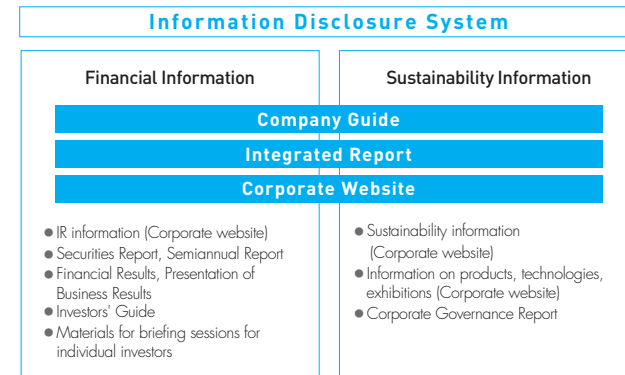 Information Disclosure System
Financial Information
Sustainability Information
Company Guide
Integrated Report
Corporate Website
● IR information (Corporate website)
● Securities Report, Semiannual Report
● Financial Results, Presentation of
Business Results
● Investors' Guide
● Materials for briefing sessions for
individual investors
● Sustainability information
(Corporate website)
● Information on products, technologies,
exhibitions (Corporate website)
● Corporate Governance Report